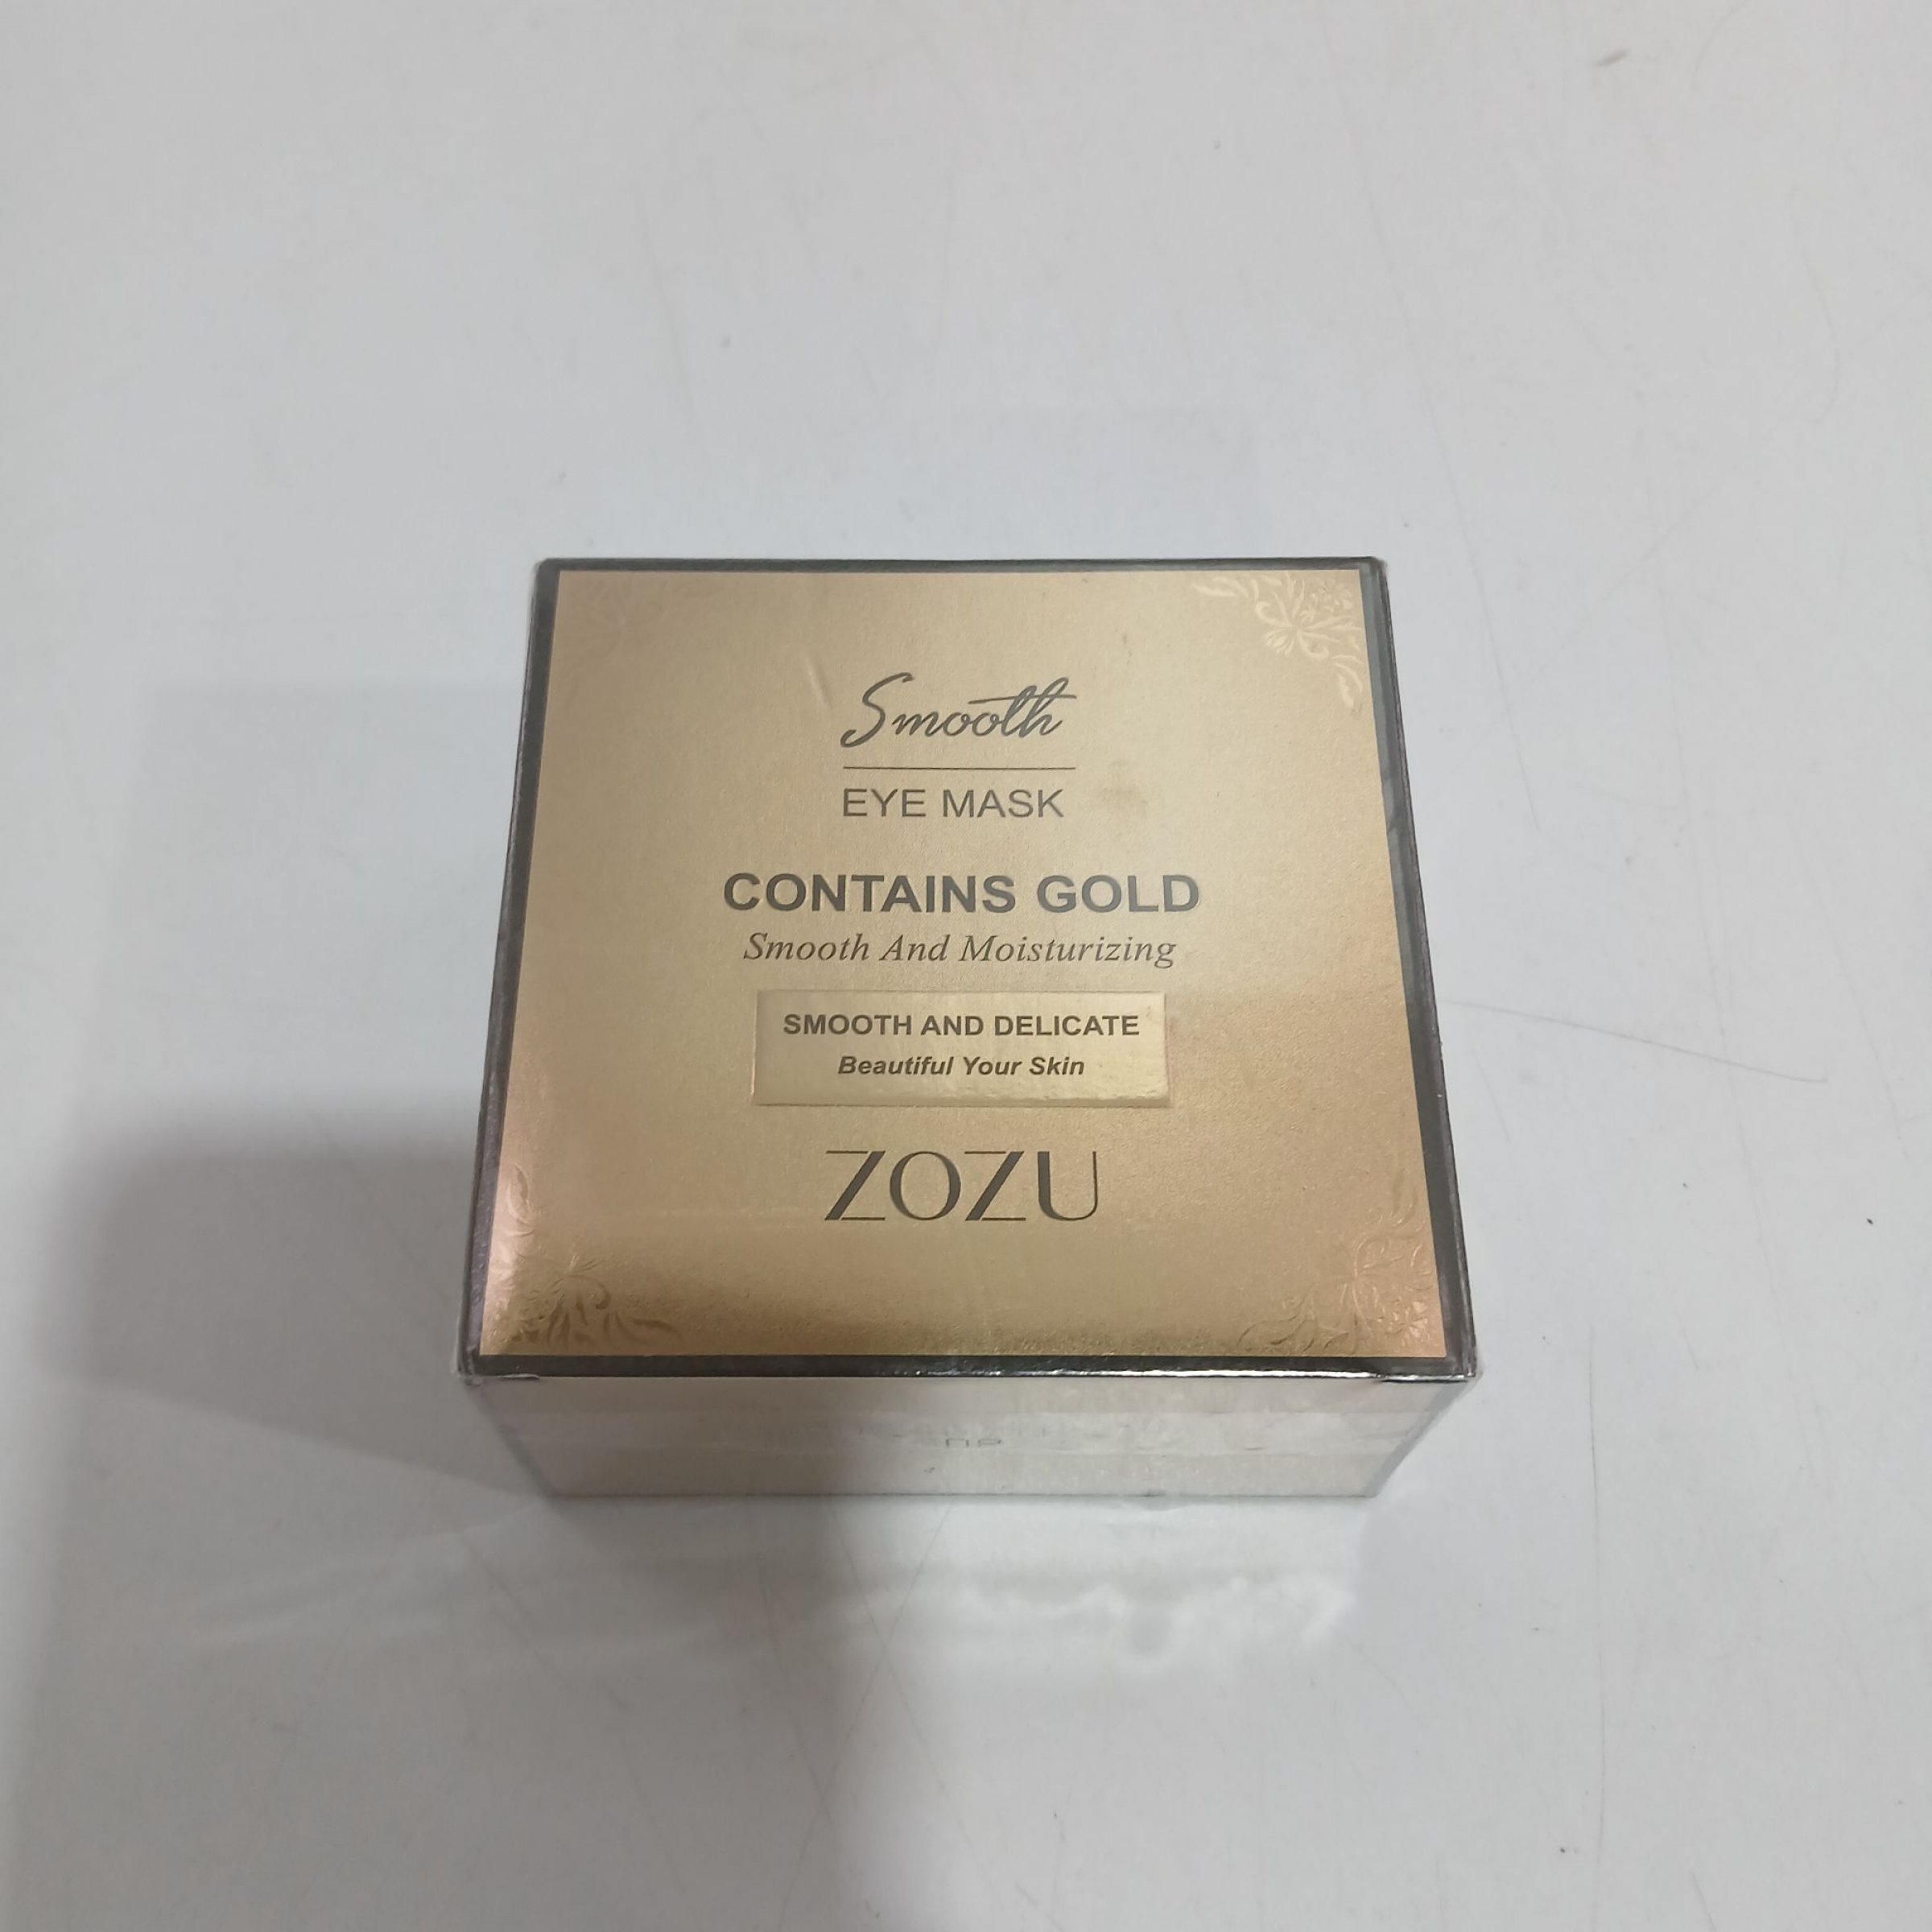 Smooth
EYE MASK
CONTAINS GOLD
Smooth And Moisturizing
SMOOTH AND DELICATE
Beautiful Your Skin
ZOZU